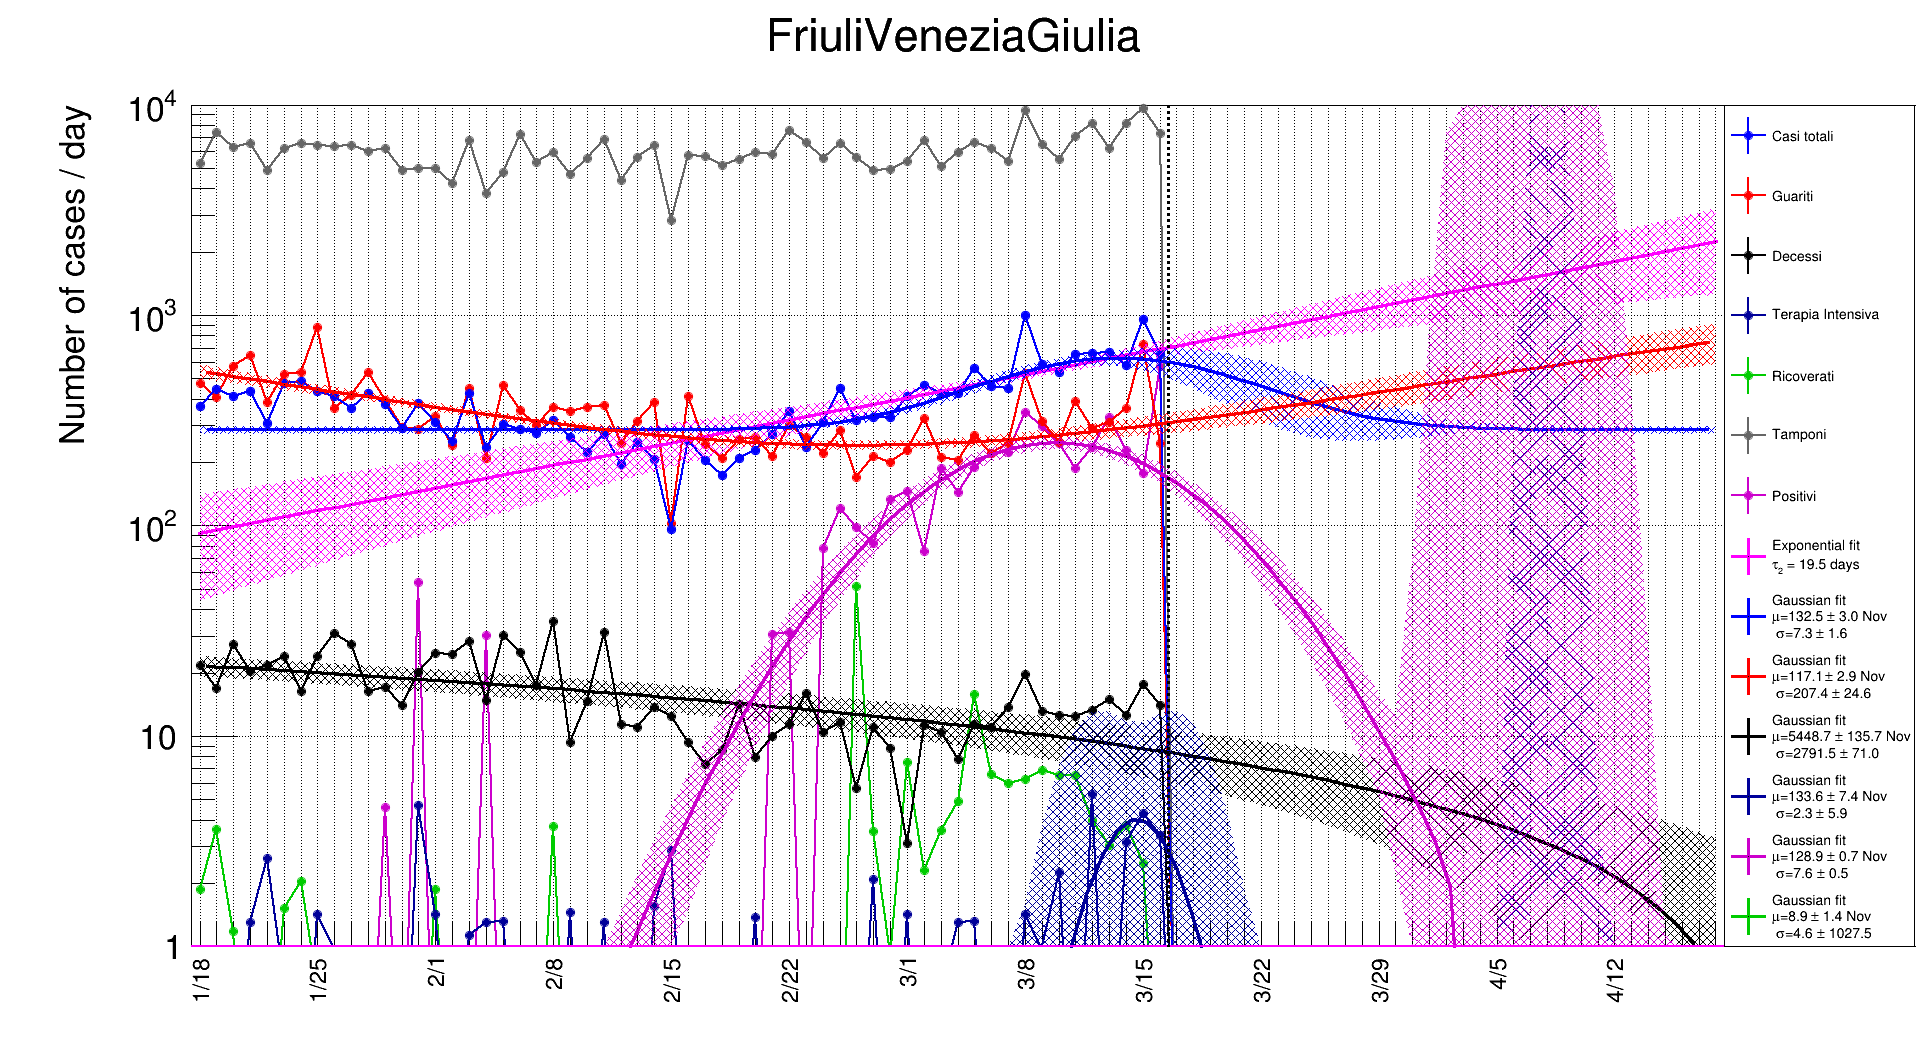 FriuliVeneziaGiulia
Number of cases / day
10^4
10^3
10^2
10
1
1/18
1/25
2/1
2/8
2/15
2/22
3/1
3/8
3/15
3/22
3/29
4/5
4/12
Casi totali
Guariti
Decessi
Terapia Intensiva
Ricoverati
Tamponi
Positivi
Exponential fit
τ₂ = 19.5 days
Gaussian fit
μ=132.5 ± 3.0 Nov
σ=7.3 ± 1.6
Gaussian fit
μ=117.1 ± 2.9 Nov
σ=207.4 ± 24.6
Gaussian fit
μ=5448.7 ± 135.7 Nov
σ=2791.5 ± 71.0
Gaussian fit
μ=133.6 ± 7.4 Nov
σ=2.3 ± 5.9
Gaussian fit
μ=128.9 ± 0.7 Nov
σ=7.6 ± 0.5
Gaussian fit
μ=8.9 ± 1.4 Nov
σ=4.6 ± 1027.5